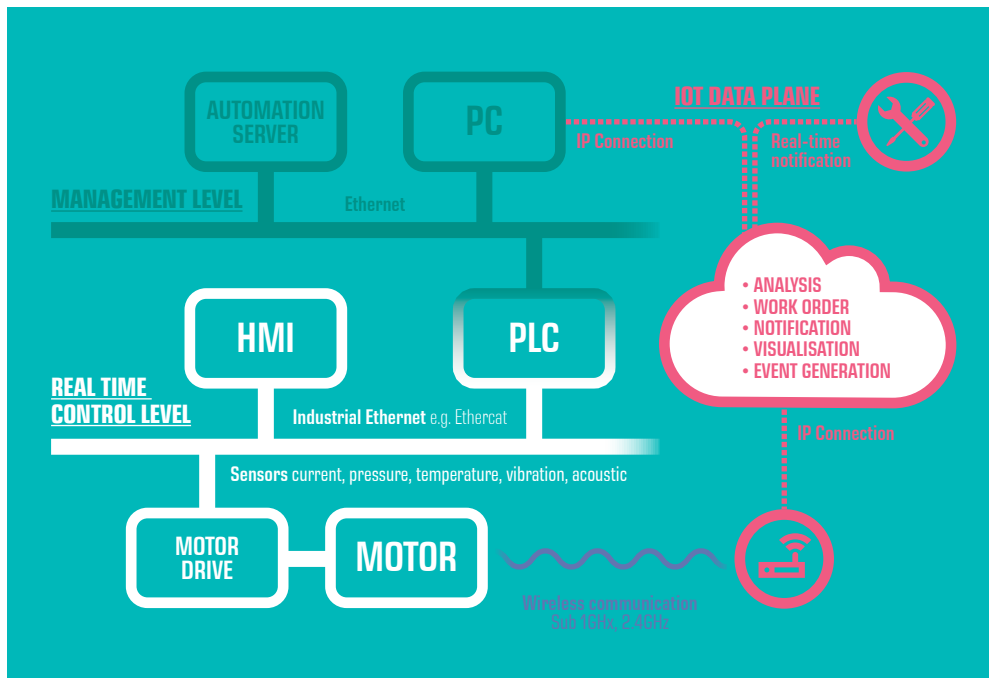 AUTOMATION
SERVER
PC
IOT DATA PLANE
IP Connection
Real-time
notification
MANAGEMENT LEVEL
Ethernet
• ANALYSIS
• WORK ORDER
• NOTIFICATION
• VISUALISATION
• EVENT GENERATION
HMI
PLC
REAL TIME
CONTROL LEVEL
Industrial Ethernet e.g. Ethercat
IP Connection
Sensors current, pressure, temperature, vibration, acoustic
MOTOR
DRIVE
MOTOR
Wireless communication
Sub 1GHx, 2.4GHz